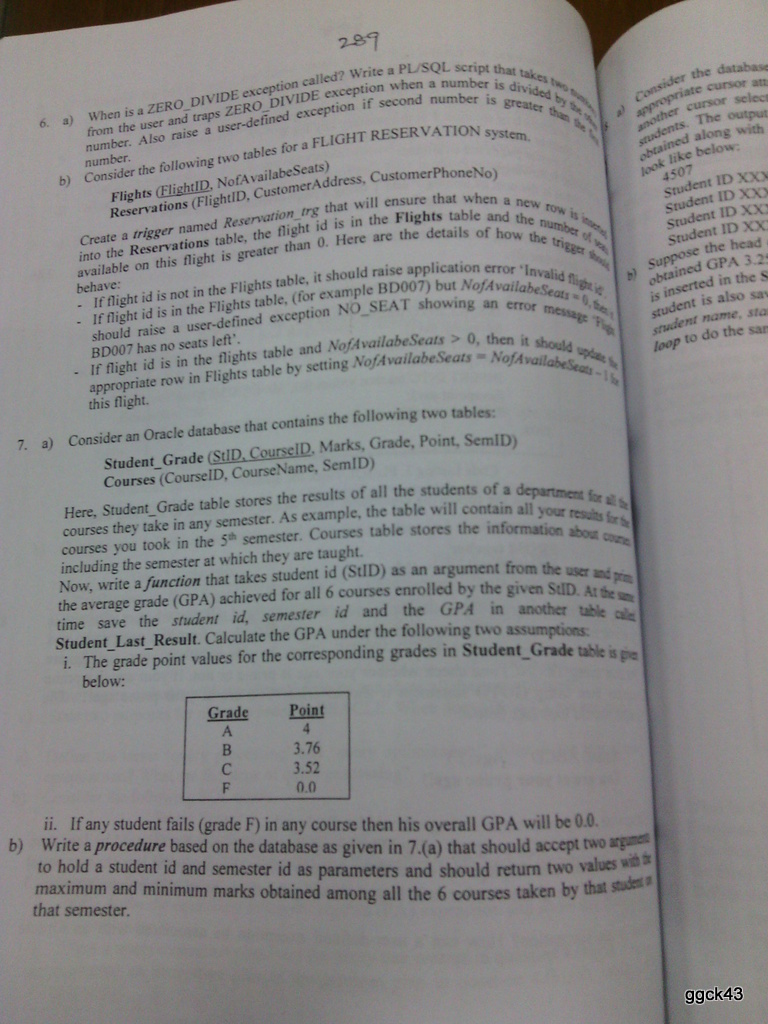 289
6. a) When is a ZERO_DIVIDE exception called? Write a PL/SQL script that takes two
from the user and traps ZERO_DIVIDE exception when a number is divided by the
number. Also raise a user-defined exception if second number is greater than the
number.
b) Consider the following two tables for a FLIGHT RESERVATION system.
Flights (FlightID, NofAvailabeSeats)
Reservations (FlightID, CustomerAddress, CustomerPhoneNo)
Create a trigger named Reservation_trg that will ensure that when a new row is
into the Reservations table, the flight id is in the Flights table and the number of
available on this flight is greater than 0. Here are the details of how the trigger should
behave:
- If flight id is not in the Flights table, it should raise application error 'Invalid flight id'.
- If flight id is in the Flights table, (for example BD007) but NofAvailabeSeats = 0, then
should raise a user-defined exception NO_SEAT showing an error message 'Flight
BD007 has no seats left'.
- If flight id is in the flights table and NofAvailabeSeats > 0, then it should update
appropriate row in Flights table by setting NofAvailabeSeats = NofAvailabeSeats – 1 for
this flight.
7. a) Consider an Oracle database that contains the following two tables:
Student_Grade (StID, CourseID, Marks, Grade, Point, SemID)
Courses (CourseID, CourseName, SemID)
Here, Student_Grade table stores the results of all the students of a department for all the
courses they take in any semester. As example, the table will contain all your results for the
courses you took in the 5th semester. Courses table stores the information about courses
including the semester at which they are taught.
Now, write a function that takes student id (StID) as an argument from the user and prints
the average grade (GPA) achieved for all 6 courses enrolled by the given StID. At the same
time save the student id, semester id and the GPA in another table called
Student_Last_Result. Calculate the GPA under the following two assumptions:
i. The grade point values for the corresponding grades in Student_Grade table is given
below:
Grade Point
A 4
B 3.76
C 3.52
F 0.0
ii. If any student fails (grade F) in any course then his overall GPA will be 0.0.
b) Write a procedure based on the database as given in 7.(a) that should accept two
to hold a student id and semester id as parameters and should return two values with the
maximum and minimum marks obtained among all the 6 courses taken by that student
that semester.
a) Consider the database
appropriate cursor
another cursor
students. The output
obtained along with
look like below:
4507
Student ID XXX
Student ID XXX
Student ID XX
Student ID XX
b) Suppose the head
obtained GPA 3.25
is inserted in the S
student is also
student name,
loop to do the
ggck43